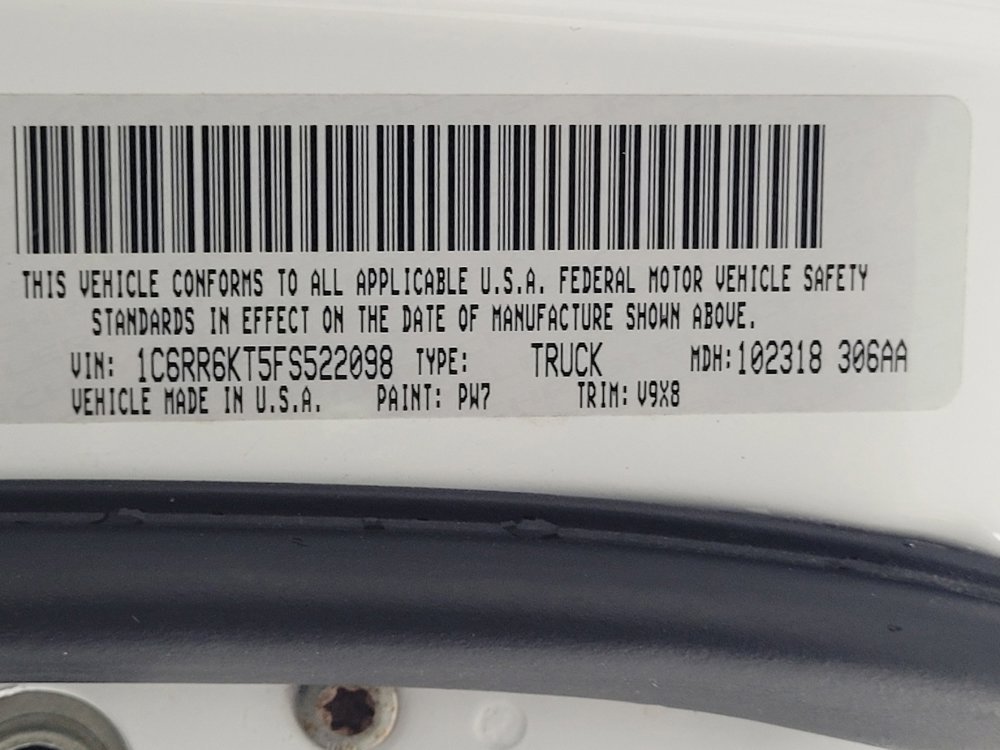 THIS VEHICLE CONFORMS TO ALL APPLICABLE U.S.A. FEDERAL MOTOR VEHICLE SAFETY
STANDARDS IN EFFECT ON THE DATE OF MANUFACTURE SHOWN ABOVE.
VIN: 1C6RR6KT5FS522098 TYPE: TRUCK MDH:102318 306AA
VEHICLE MADE IN U.S.A. PAINT: PW7 TRIM: V9X8